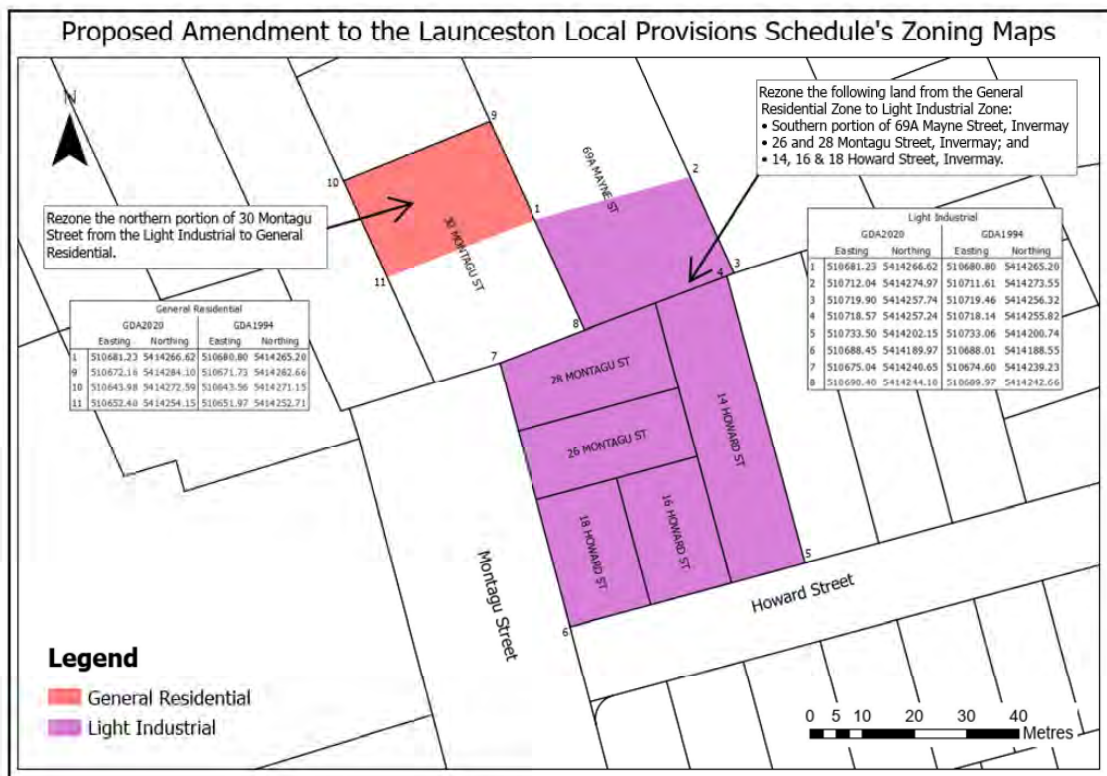 Proposed Amendment to the Launceston Local Provisions Schedule's Zoning Maps
N
Rezone the following land from the General
Residential Zone to Light Industrial Zone:
• Southern portion of 69A Mayne Street, Invermay
• 26 and 28 Montagu Street, Invermay; and
• 14, 16 & 18 Howard Street, Invermay.
9
10
69A MAYNE ST
2
Rezone the northern portion of 30 Montagu
Street from the Light Industrial to General
Residential.
1
30 MONTAGU ST
11
3
4
8
7
Light Industrial
GDA2020 GDA1994
Easting Northing Easting Northing
1 510681.23 5414266.62 510680.80 5414265.20
2 510712.04 5414274.97 510711.61 5414273.55
3 510719.90 5414257.74 510719.46 5414256.32
4 510718.57 5414257.24 510718.14 5414255.82
5 510733.50 5414202.15 510733.06 5414200.74
6 510688.45 5414189.97 510688.01 5414188.55
7 510675.04 5414240.65 510674.60 5414239.23
8 510690.40 5414244.10 510689.97 5414242.66
General Residential
GDA2020 GDA1994
Easting Northing Easting Northing
1 510681.23 5414266.62 510680.80 5414265.20
9 510672.16 5414284.10 510671.73 5414282.66
10 510643.98 5414272.59 510643.56 5414271.15
11 510652.40 5414254.15 510651.97 5414252.71
28 MONTAGU ST
26 MONTAGU ST
14 HOWARD ST
18 HOWARD ST
16 HOWARD ST
5
6
Howard Street
Montagu Street
Legend
General Residential
Light Industrial
0 5 10 20 30 40
Metres